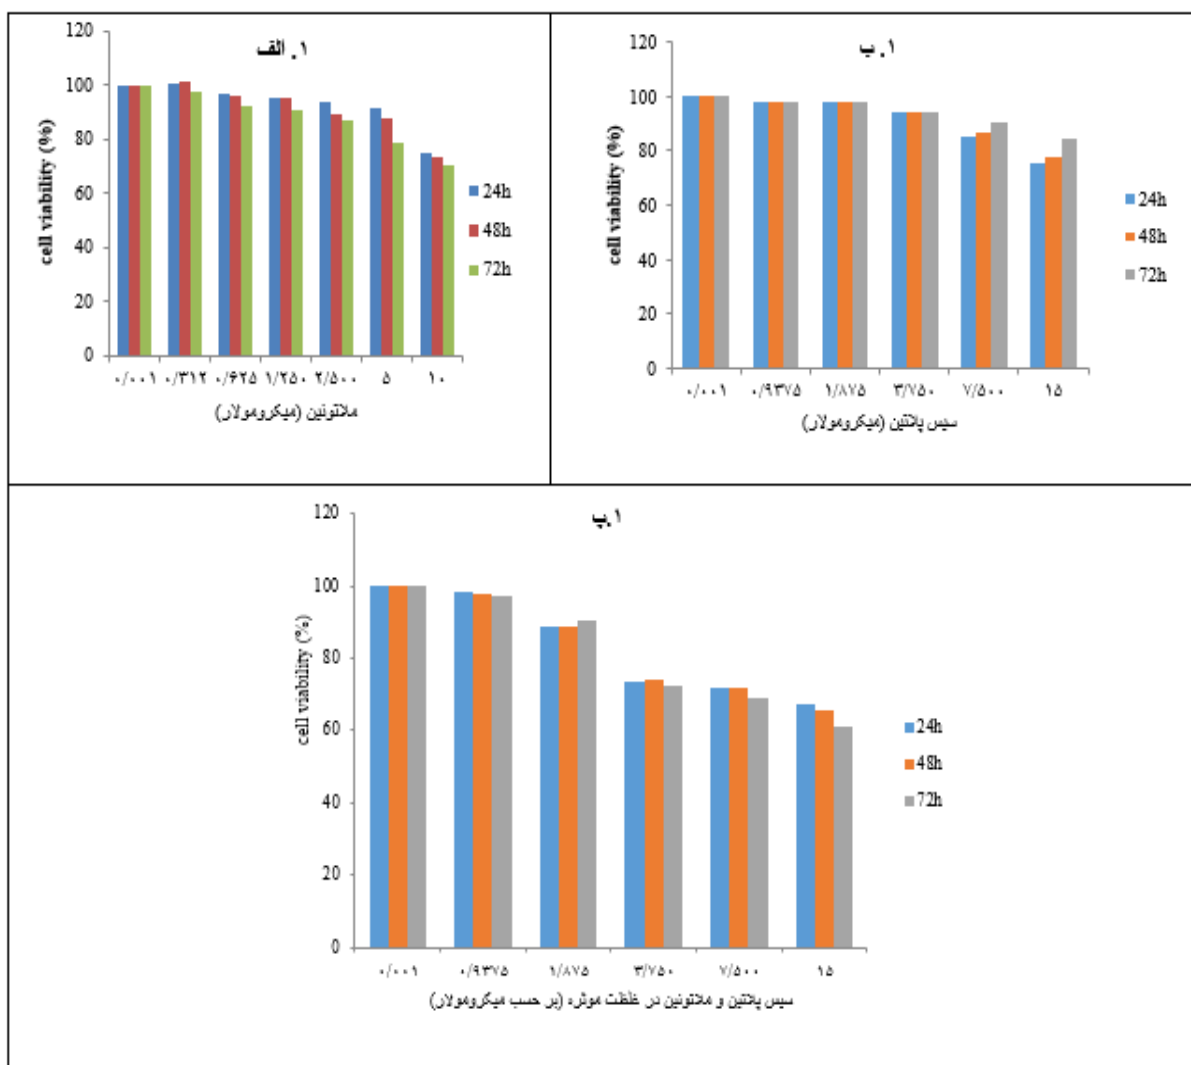 ۱. الف
120
100
80
60
40
20
0
cell viability (%)
24h
48h
72h
۰/۰۰۱ ۰/۳۱۲ ۰/۶۲۵ ۱/۲۵۰ ۲/۵۰۰ ۵ ۱۰
ملاتونین (میکرومولار)
۱. ب
120
100
80
60
40
20
0
cell viability (%)
24h
48h
72h
۰/۰۰۱ ۰/۹۳۷۵ ۱/۸۷۵ ۳/۷۵۰ ۷/۵۰۰ ۱۵
سیس پلاتین (میکرومولار)
۱.پ
120
100
80
60
40
20
0
cell viability (%)
24h
48h
72h
۰/۰۰۱ ۰/۹۳۷۵ ۱/۸۷۵ ۳/۷۵۰ ۷/۵۰۰ ۱۵
سیس پلاتین و ملاتونین در غلظت موثره (بر حسب میکرومولار)